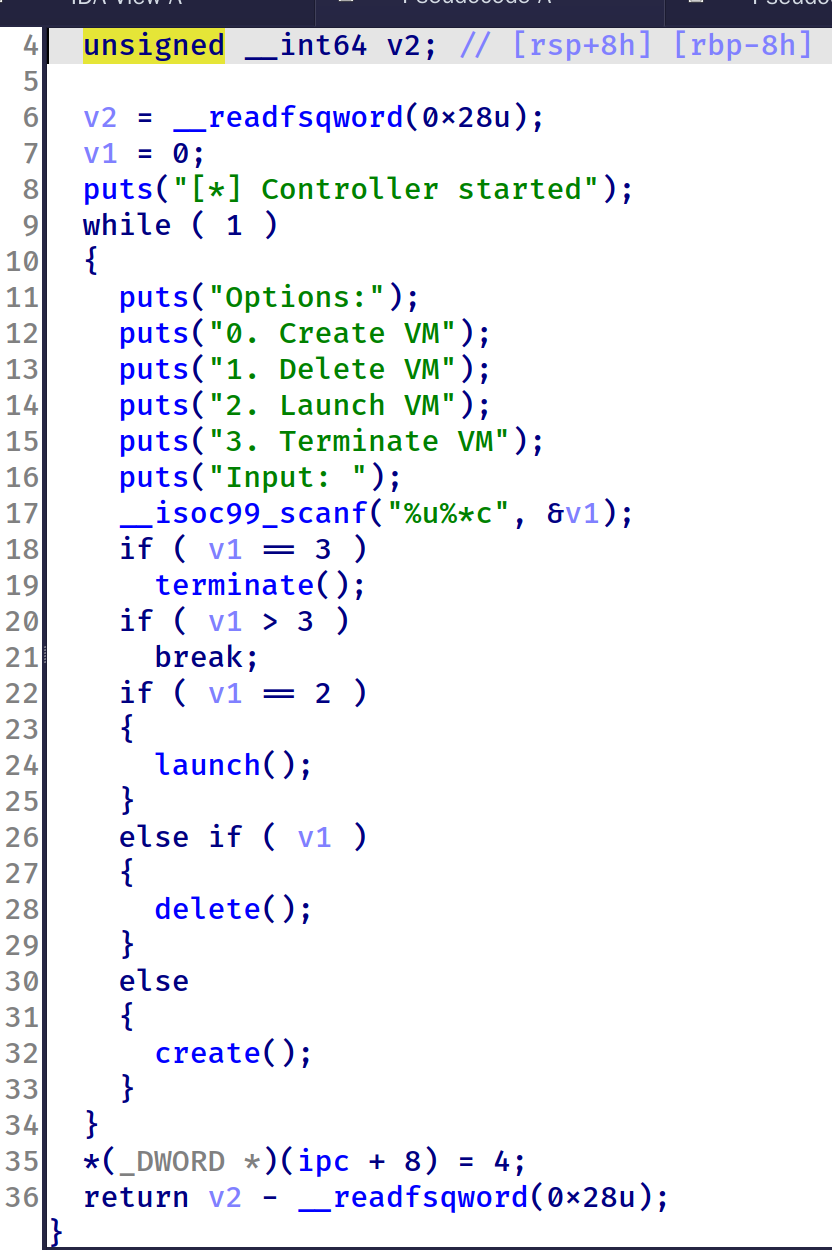 IDA View-A Pseudocode-A
4 unsigned __int64 v2; // [rsp+8h] [rbp-8h]
5
6 v2 = __readfsqword(0×28u);
7 v1 = 0;
8 puts("[*] Controller started");
9 while ( 1 )
10 {
11 puts("Options:");
12 puts("0. Create VM");
13 puts("1. Delete VM");
14 puts("2. Launch VM");
15 puts("3. Terminate VM");
16 puts("Input: ");
17 __isoc99_scanf("%u%*c", &v1);
18 if ( v1 == 3 )
19 terminate();
20 if ( v1 > 3 )
21 break;
22 if ( v1 == 2 )
23 {
24 launch();
25 }
26 else if ( v1 )
27 {
28 delete();
29 }
30 else
31 {
32 create();
33 }
34 }
35 *(_DWORD *)(ipc + 8) = 4;
36 return v2 - __readfsqword(0×28u);
}